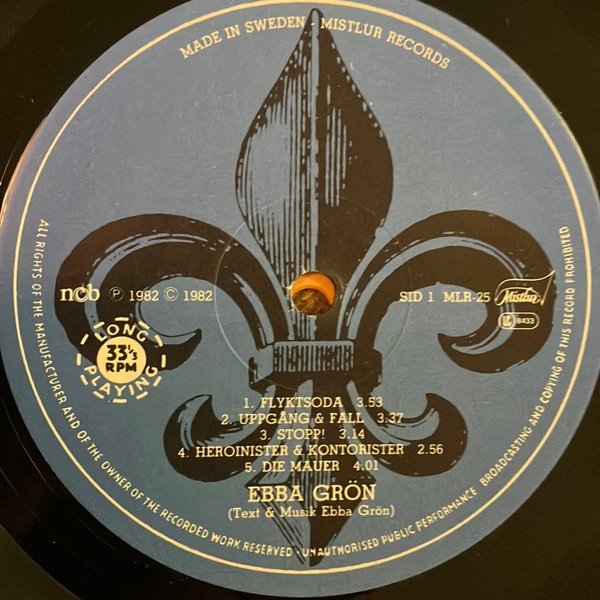 MADE IN SWEDEN - MISTLUR RECORDS
ncb Ⓟ 1982 © 1982
SID 1 MLR-25
Mistlur
LC 8433
LONG PLAYING
33⅓ RPM
1. FLYKTSODA 3.53
2. UPPGÅNG & FALL 3.37
3. STOPP! 3.14
4. HEROINISTER & KONTORISTER 2.56
5. DIE MAUER 4.01
EBBA GRÖN
(Text & Musik Ebba Grön)
ALL RIGHTS OF THE MANUFACTURER AND OF THE OWNER OF THE RECORDED WORK RESERVED · UNAUTHORISED PUBLIC PERFORMANCE BROADCASTING AND COPYING OF THIS RECORD PROHIBITED